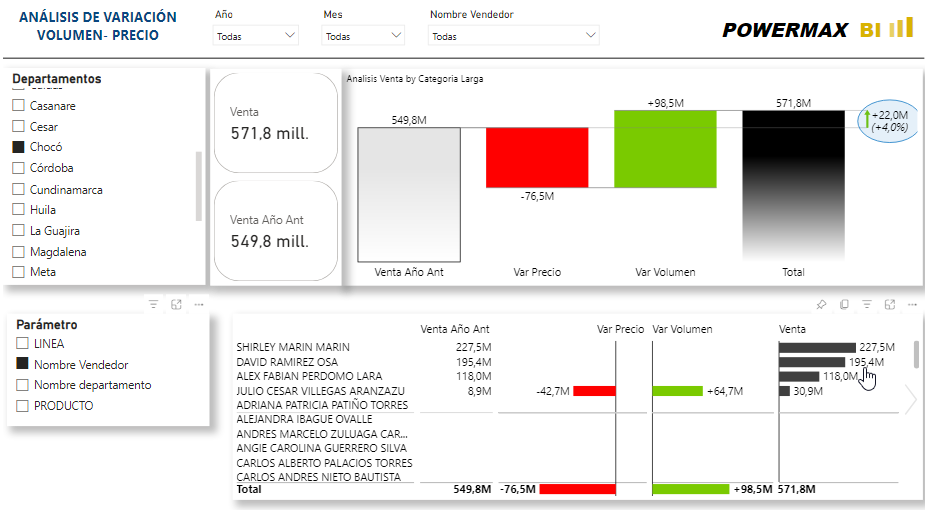 ANÁLISIS DE VARIACIÓN
VOLUMEN- PRECIO
Año
Todas
Mes
Todas
Nombre Vendedor
Todas
POWERMAX BI
Departamentos
Casanare
Cesar
Chocó
Córdoba
Cundinamarca
Huila
La Guajira
Magdalena
Meta
Venta
571,8 mill.
Venta Año Ant
549,8 mill.
Analisis Venta by Categoria Larga
549,8M
-76,5M
+98,5M
571,8M
+22,0M
(+4,0%)
Venta Año Ant
Var Precio
Var Volumen
Total
Parámetro
LINEA
Nombre Vendedor
Nombre departamento
PRODUCTO
Venta Año Ant Var Precio Var Volumen Venta
SHIRLEY MARIN MARIN 227,5M 227,5M
DAVID RAMIREZ OSA 195,4M 195,4M
ALEX FABIAN PERDOMO LARA 118,0M 118,0M
JULIO CESAR VILLEGAS ARANZAZU 8,9M -42,7M +64,7M 30,9M
ADRIANA PATRICIA PATIÑO TORRES
ALEJANDRA IBAGUE OVALLE
ANDRES MARCELO ZULUAGA CAR...
ANGIE CAROLINA GUERRERO SILVA
CARLOS ALBERTO PALACIOS TORRES
CARLOS ANDRES NIETO BAUTISTA
Total 549,8M -76,5M +98,5M 571,8M